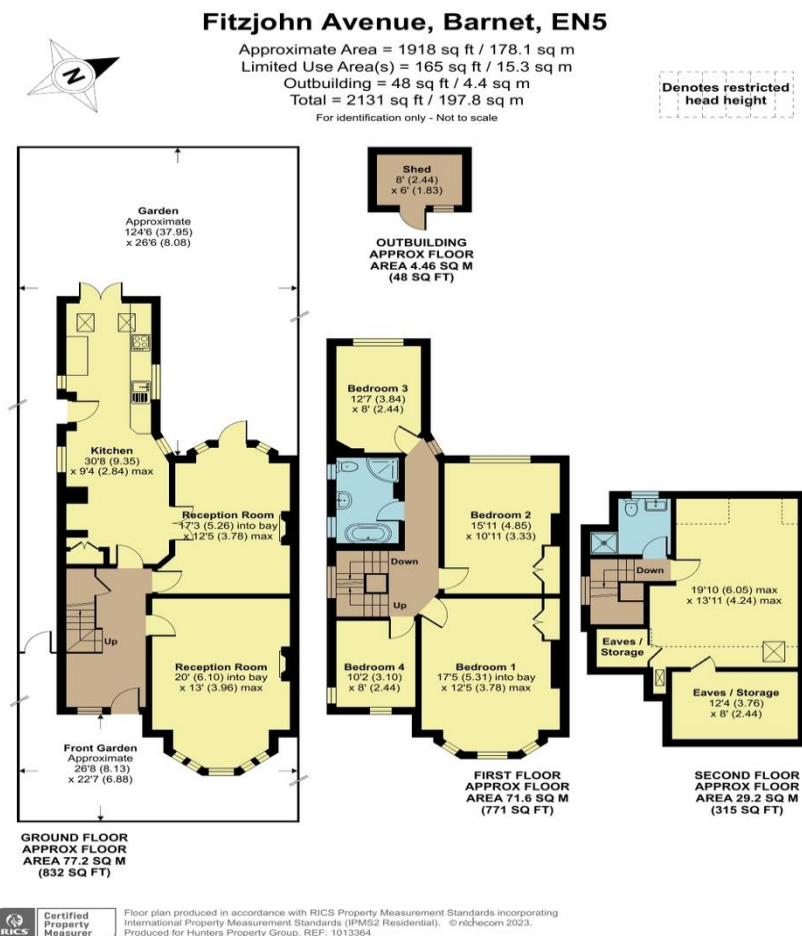 Fitzjohn Avenue, Barnet, EN5
Approximate Area = 1918 sq ft / 178.1 sq m
Limited Use Area(s) = 165 sq ft / 15.3 sq m
Outbuilding = 48 sq ft / 4.4 sq m
Total = 2131 sq ft / 197.8 sq m
For identification only - Not to scale
N
Denotes restricted
head height
Garden
Approximate
124'6 (37.95)
x 26'6 (8.08)
Shed
8' (2.44)
x 6' (1.83)
OUTBUILDING
APPROX FLOOR
AREA 4.46 SQ M
(48 SQ FT)
Kitchen
30'8 (9.35)
x 9'4 (2.84) max
Reception Room
17'3 (5.26) into bay
x 12'5 (3.78) max
Up
Reception Room
20' (6.10) into bay
x 13' (3.96) max
Front Garden
Approximate
26'8 (8.13)
x 22'7 (6.88)
GROUND FLOOR
APPROX FLOOR
AREA 77.2 SQ M
(832 SQ FT)
Bedroom 3
12'7 (3.84)
x 8' (2.44)
Bedroom 2
15'11 (4.85)
x 10'11 (3.33)
Down
Up
Bedroom 4
10'2 (3.10)
x 8' (2.44)
Bedroom 1
17'5 (5.31) into bay
x 12'5 (3.78) max
FIRST FLOOR
APPROX FLOOR
AREA 71.6 SQ M
(771 SQ FT)
Down
19'10 (6.05) max
x 13'11 (4.24) max
Eaves /
Storage
Eaves / Storage
12'4 (3.76)
x 8' (2.44)
SECOND FLOOR
APPROX FLOOR
AREA 29.2 SQ M
(315 SQ FT)
RICS
Certified
Property
Measurer
Floor plan produced in accordance with RICS Property Measurement Standards incorporating
International Property Measurement Standards (IPMS2 Residential). © nichecom 2023.
Produced for Hunters Property Group. REF: 1013364